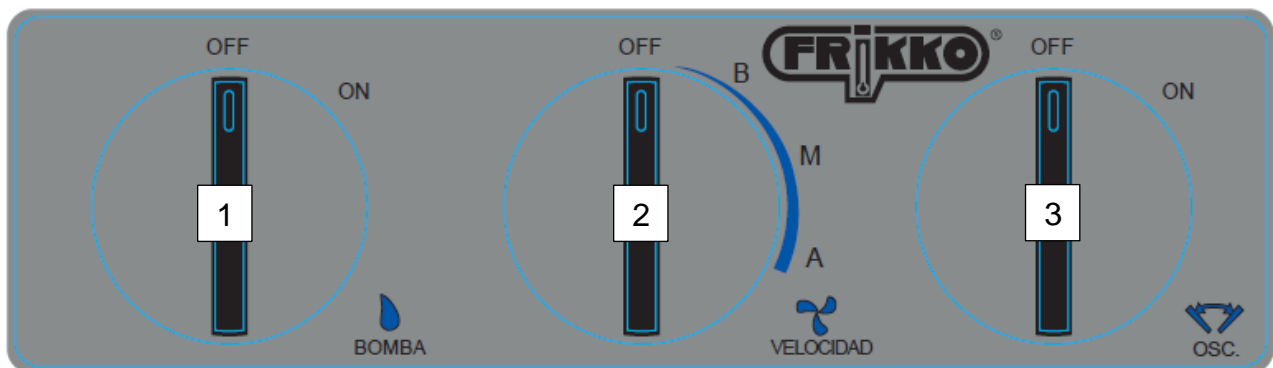 OFF
ON
1
BOMBA
OFF
B
M
A
2
VELOCIDAD
FRIKKO®
OFF
ON
3
OSC.